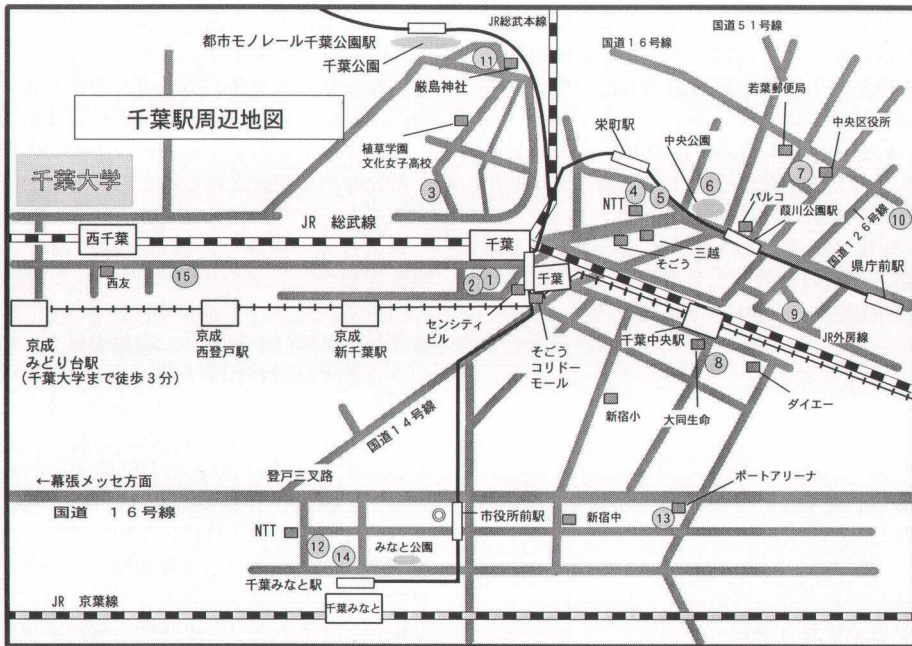 JR総武本線
都市モノレール千葉公園駅
千葉公園
国道16号線
国道51号線
⑪
厳島神社
若葉郵便局
千葉駅周辺地図
植草学園
文化女子高校
栄町駅
中央公園
中央区役所
千葉大学
③
④
⑤
⑥
⑦
NTT
パルコ
葭川公園駅
⑩
JR 総武線
国道126号線
西千葉
千葉
三越
そごう
県庁前駅
西友
⑮
②
①
千葉
センシティ
ビル
千葉中央駅
⑨
JR外房線
京成
みどり台駅
(千葉大学まで徒歩3分)
京成
西登戸駅
京成
新千葉駅
そごう
コリドー
モール
⑧
ダイエー
大同生命
新宿小
国道14号線
登戸三叉路
ポートアリーナ
←幕張メッセ方面
国道 16号線
市役所前駅
新宿中
⑬
NTT
⑫
⑭
みなと公園
千葉みなと駅
千葉みなと
JR 京葉線